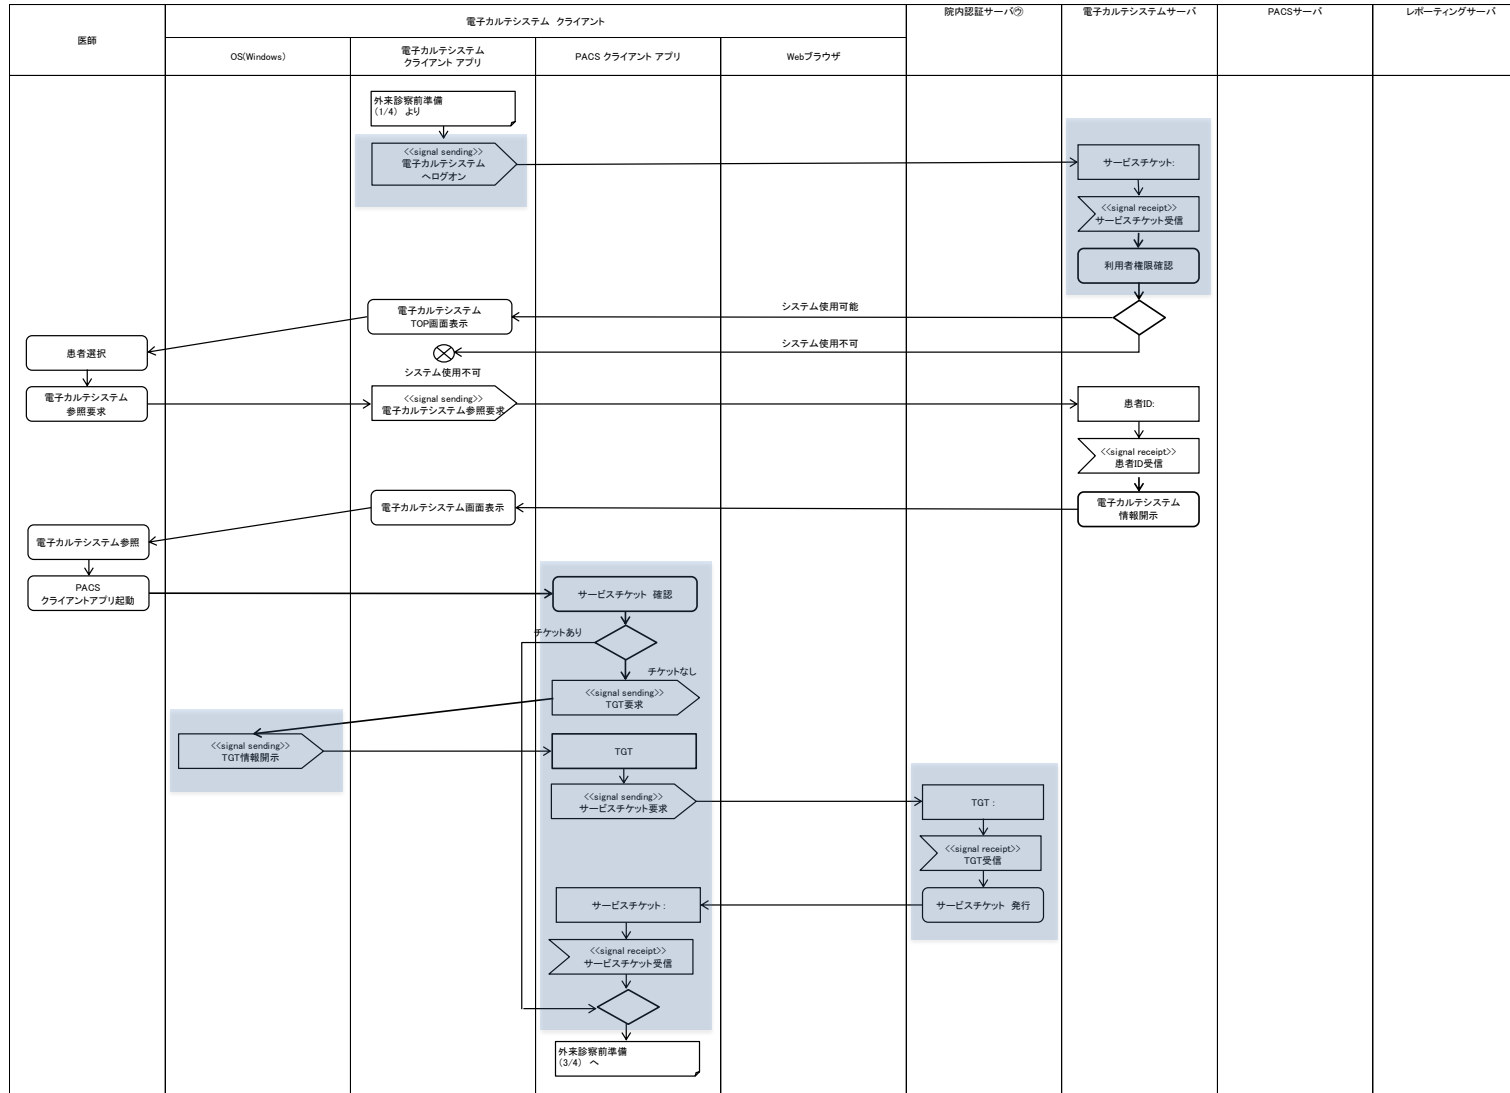 医師
電子カルテシステム クライアント
院内認証サーバ㋒
電子カルテシステムサーバ
PACSサーバ
レポーティングサーバ
OS(Windows)
電子カルテシステム
クライアント アプリ
PACS クライアント アプリ
Webブラウザ
外来診察前準備
(1/4) より
<<signal sending>>
電子カルテシステム
へログオン
サービスチケット:
<<signal receipt>>
サービスチケット受信
利用者権限確認
システム使用可能
電子カルテシステム
TOP画面表示
システム使用不可
患者選択
システム使用不可
電子カルテシステム
参照要求
<<signal sending>>
電子カルテシステム参照要求
患者ID:
<<signal receipt>>
患者ID受信
電子カルテシステム
情報開示
電子カルテシステム画面表示
電子カルテシステム参照
PACS
クライアントアプリ起動
サービスチケット 確認
チケットあり
チケットなし
<<signal sending>>
TGT要求
<<signal sending>>
TGT情報開示
TGT
<<signal sending>>
サービスチケット要求
TGT :
<<signal receipt>>
TGT受信
サービスチケット 発行
サービスチケット :
<<signal receipt>>
サービスチケット受信
外来診察前準備
(3/4) へ